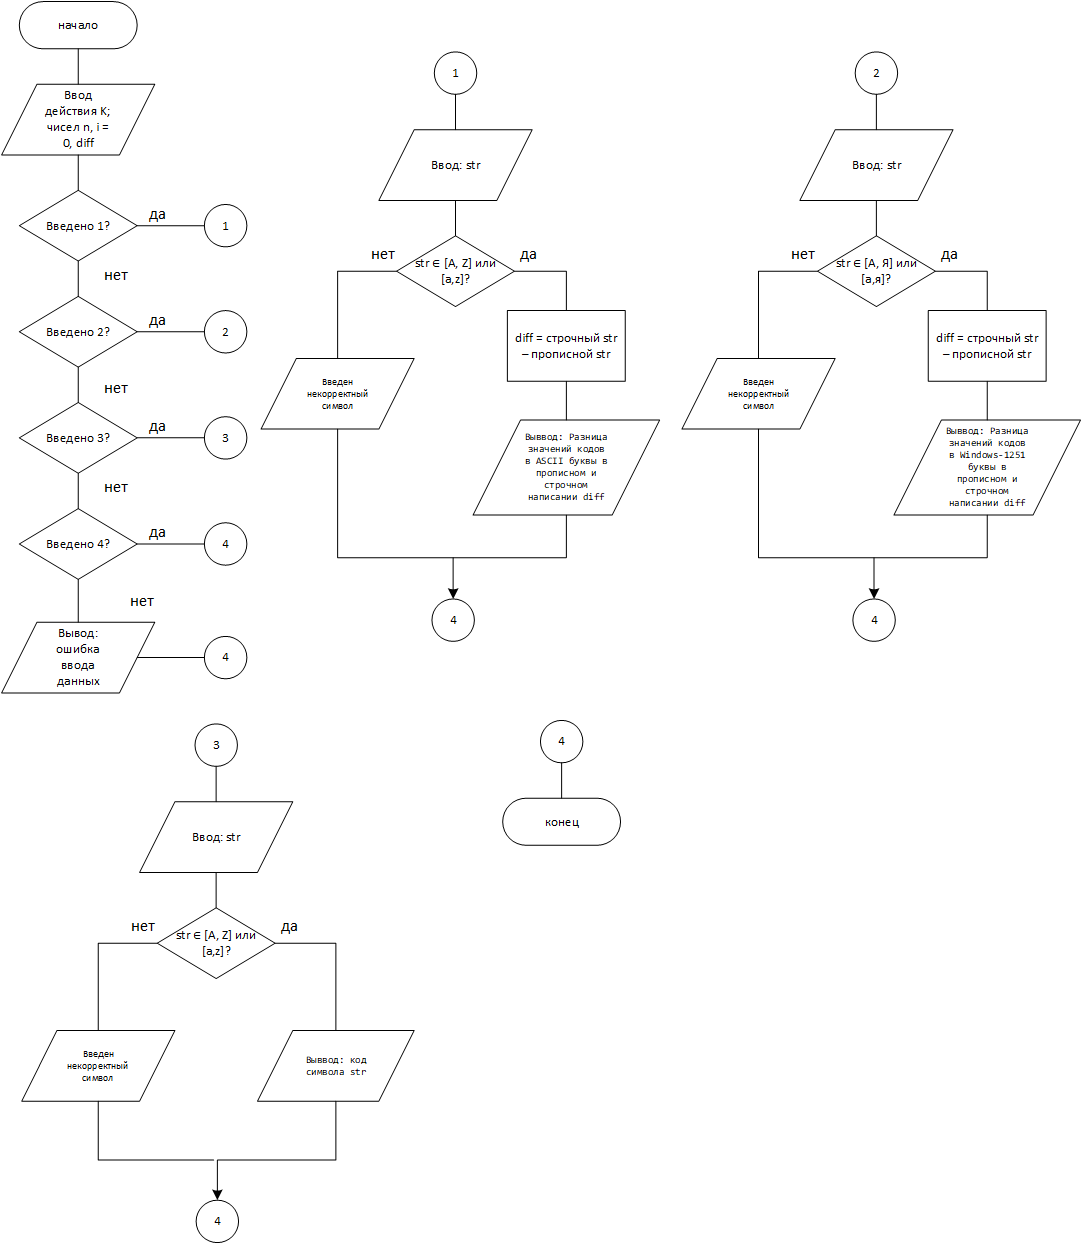 начало
Ввод
действия K;
чисел n, i =
0, diff
Введено 1?
да
1
нет
Введено 2?
да
2
нет
Введено 3?
да
3
нет
Введено 4?
да
4
нет
Вывод:
ошибка
ввода
данных
4
1
Ввод: str
нет
str ∈ [A, Z] или
[a,z]?
да
diff = строчный str
– прописной str
Введен
некорректный
символ
Выввод: Разница
значений кодов
в ASCII буквы в
прописном и
строчном
написании diff
4
2
Ввод: str
нет
str ∈ [А, Я] или
[а,я]?
да
diff = строчный str
– прописной str
Введен
некорректный
символ
Выввод: Разница
значений кодов
в Windows-1251
буквы в
прописном и
строчном
написании diff
4
3
Ввод: str
нет
str ∈ [A, Z] или
[a,z]?
да
Введен
некорректный
символ
Выввод: код
символа str
4
4
конец